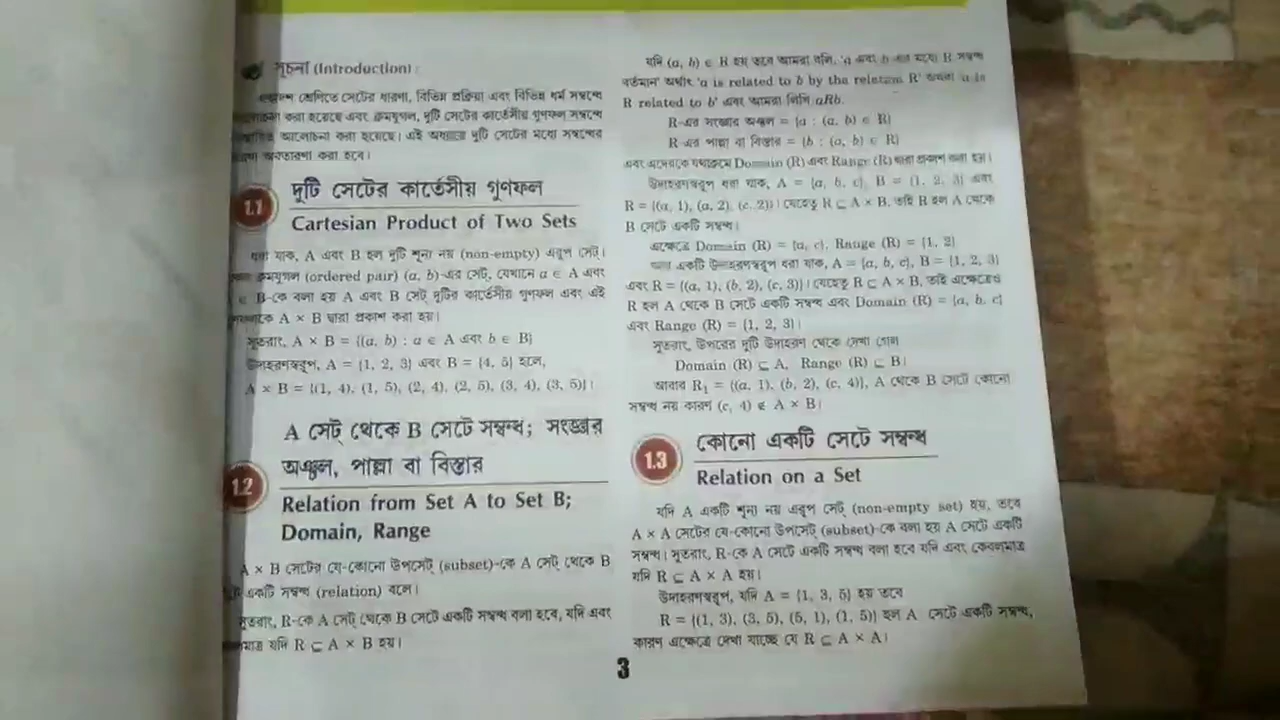 সূচনা (Introduction) :
শ্রেণিতে সেটের ধারণা, বিভিন্ন প্রক্রিয়া এবং বিভিন্ন ধর্ম সম্বন্ধে
করা হয়েছে এবং ক্রমযুগল, দুটি সেটের কার্তেসীয় গুণফল সম্বন্ধে
আলোচনা করা হয়েছে। এই অধ্যায়ে দুটি সেটের মধ্যে সম্বন্ধের
অবতারণা করা হবে।
1.1 দুটি সেটের কার্তেসীয় গুণফল
Cartesian Product of Two Sets
ধরা যাক, A এবং B হল দুটি শূন্য নয় (non-empty) এরূপ সেট্।
ক্রমযুগল (ordered pair) (a, b)-এর সেট্, যেখানে a ∈ A এবং
∈ B-কে বলা হয় A এবং B সেট্ দুটির কার্তেসীয় গুণফল এবং এই
A × B দ্বারা প্রকাশ করা হয়।
সুতরাং, A × B = {(a, b) : a ∈ A এবং b ∈ B}
উদাহরণস্বরূপ, A = {1, 2, 3} এবং B = {4, 5} হলে,
A × B = {(1, 4), (1, 5), (2, 4), (2, 5), (3, 4), (3, 5)}।
1.2 A সেট্ থেকে B সেটে সম্বন্ধ; সংজ্ঞার
অঞ্চল, পাল্লা বা বিস্তার
Relation from Set A to Set B;
Domain, Range
A × B সেটের যে-কোনো উপসেট্ (subset)-কে A সেট্ থেকে B
একটি সম্বন্ধ (relation) বলে।
সুতরাং, R-কে A সেট্ থেকে B সেটে একটি সম্বন্ধ বলা হবে, যদি এবং
যদি R ⊆ A × B হয়।
যদি (a, b) ∈ R হয় তবে আমরা বলি, 'a এবং b এর মধ্যে R সম্বন্ধ
বর্তমান' অর্থাৎ 'a is related to b by the relation R' অথবা 'a is
R related to b' এবং আমরা লিখি aRb.
R-এর সংজ্ঞার অঞ্চল = {a : (a, b) ∈ R}
R-এর পাল্লা বা বিস্তার = {b : (a, b) ∈ R}
এবং এদেরকে যথাক্রমে Domain (R) এবং Range (R) দ্বারা প্রকাশ করা হয়।
উদাহরণস্বরূপ ধরা যাক, A = {a, b, c}, B = {1, 2, 3} এবং
R = {(a, 1), (a, 2), (c, 2)}। যেহেতু R ⊆ A × B, তাই R হল A থেকে
B সেটে একটি সম্বন্ধ।
এক্ষেত্রে Domain (R) = {a, c}, Range (R) = {1, 2}
একটি উদাহরণস্বরূপ ধরা যাক, A = {a, b, c}, B = {1, 2, 3}
এবং R = {(a, 1), (b, 2), (c, 3)}। যেহেতু R ⊆ A × B, তাই এক্ষেত্রেও
R হল A থেকে B সেটে একটি সম্বন্ধ এবং Domain (R) = {a, b, c}
এবং Range (R) = {1, 2, 3}।
সুতরাং, উপরের দুটি উদাহরণ থেকে দেখা গেল
Domain (R) ⊆ A, Range (R) ⊆ B।
আবার R₁ = {(a, 1), (b, 2), (c, 4)}, A থেকে B সেটে কোনো
সম্বন্ধ নয় কারণ (c, 4) ∉ A × B।
1.3 কোনো একটি সেটে সম্বন্ধ
Relation on a Set
যদি A একটি শূন্য নয় এরূপ সেট্ (non-empty set) হয়, তবে
A × A সেটের যে-কোনো উপসেট্ (subset)-কে বলা হয় A সেটে একটি
সম্বন্ধ। সুতরাং, R-কে A সেটে একটি সম্বন্ধ বলা হবে যদি এবং কেবলমাত্র
যদি R ⊆ A × A হয়।
উদাহরণস্বরূপ, যদি A = {1, 3, 5} হয় তবে
R = {(1, 3), (3, 5), (5, 1), (1, 5)} হল A সেটে একটি সম্বন্ধ,
কারণ এক্ষেত্রে দেখা যাচ্ছে যে R ⊆ A × A।
3